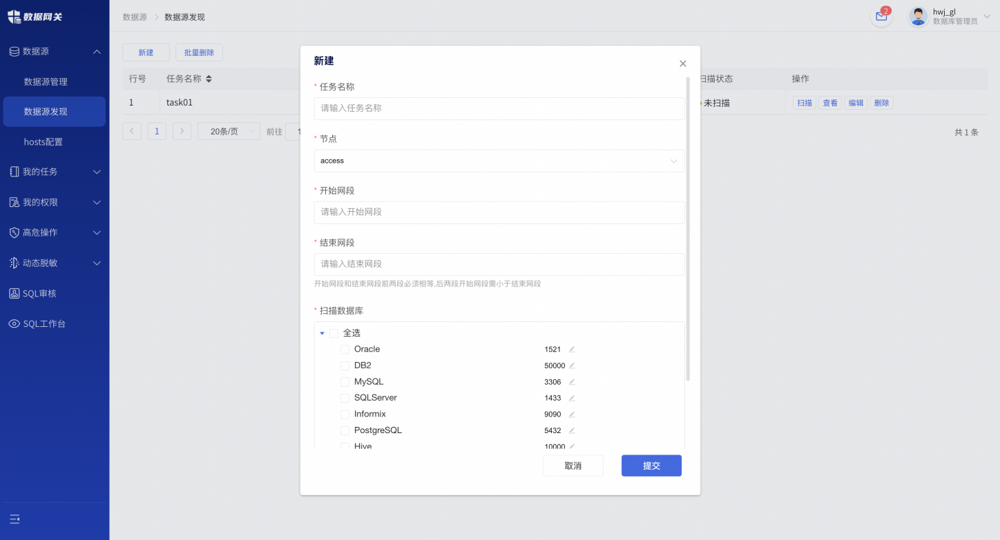 数据网关
数据源 > 数据源发现
2
hwj_gl
数据库管理员
数据源
数据源管理
数据源发现
hosts配置
我的任务
我的权限
高危操作
动态脱敏
SQL审核
SQL工作台
新建
批量删除
行号
任务名称
扫描状态
操作
1
task01
未扫描
扫描
查看
编辑
删除
1
20条/页
前往
共 1 条
新建
* 任务名称
请输入任务名称
* 节点
access
* 开始网段
请输入开始网段
* 结束网段
请输入结束网段
开始网段和结束网段前两段必须相等,后两段开始网段需小于结束网段
* 扫描数据库
全选
Oracle 1521
DB2 50000
MySQL 3306
SQLServer 1433
Informix 9090
PostgreSQL 5432
Hive 10000
取消
提交